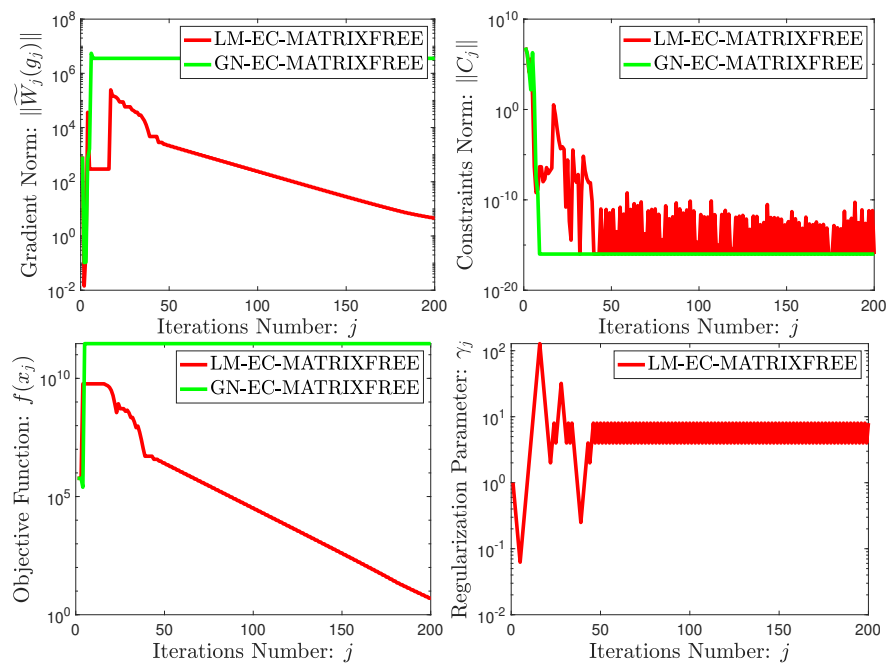 LM-EC-MATRIXFREE
GN-EC-MATRIXFREE
Gradient Norm: ||W̃_j(g_j)||
10^8
10^6
10^4
10^2
10^0
10^-2
0 50 100 150 200
Iterations Number: j
LM-EC-MATRIXFREE
GN-EC-MATRIXFREE
Constraints Norm: ||C_j||
10^10
10^0
10^-10
10^-20
0 50 100 150 200
Iterations Number: j
LM-EC-MATRIXFREE
GN-EC-MATRIXFREE
Objective Function: f(x_j)
10^10
10^5
10^0
0 50 100 150 200
Iterations Number: j
LM-EC-MATRIXFREE
Regularization Parameter: γ_j
10^2
10^1
10^0
10^-1
10^-2
0 50 100 150 200
Iterations Number: j